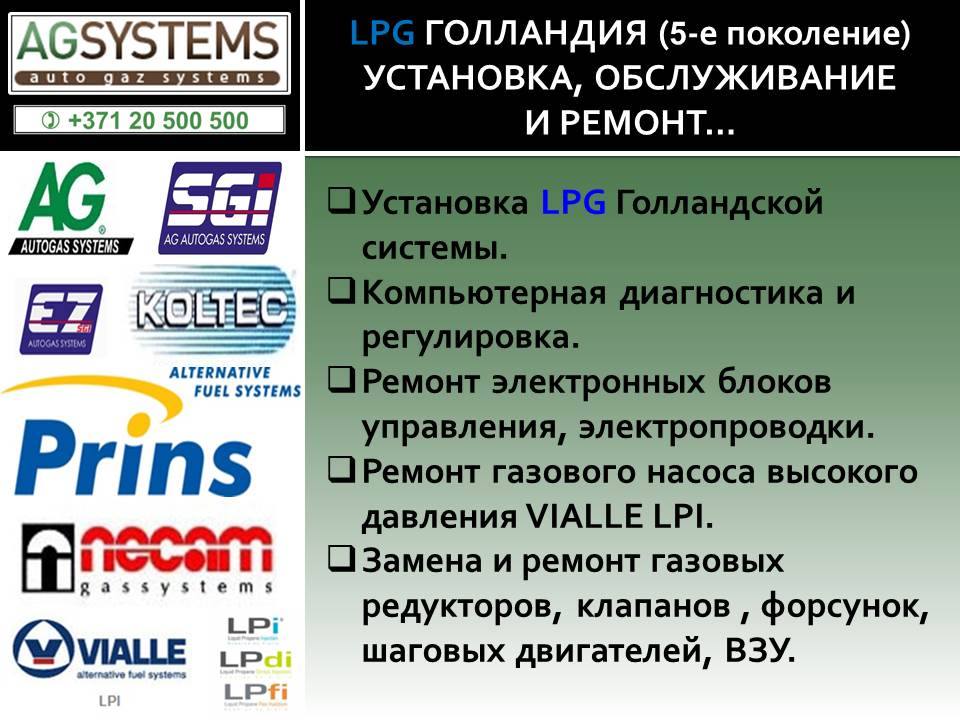 AGSYSTEMS
auto gaz systems
✆ +371 20 500 500
LPG ГОЛЛАНДИЯ (5-е поколение)
УСТАНОВКА, ОБСЛУЖИВАНИЕ
И РЕМОНТ...
AG®
AUTOGAS SYSTEMS
SGi
AG AUTOGAS SYSTEMS
E7
SGI
AUTOGAS SYSTEMS
KOLTEC
ALTERNATIVE
FUEL SYSTEMS
Prins
necam
gassystems
VIALLE
alternative fuel systems
LPI
LPi
LPdi
LPfi
❑Установка LPG Голландской
системы.
❑Компьютерная диагностика и
регулировка.
❑Ремонт электронных блоков
управления, электропроводки.
❑Ремонт газового насоса высокого
давления VIALLE LPI.
❑Замена и ремонт газовых
редукторов, клапанов , форсунок,
шаговых двигателей, ВЗУ.